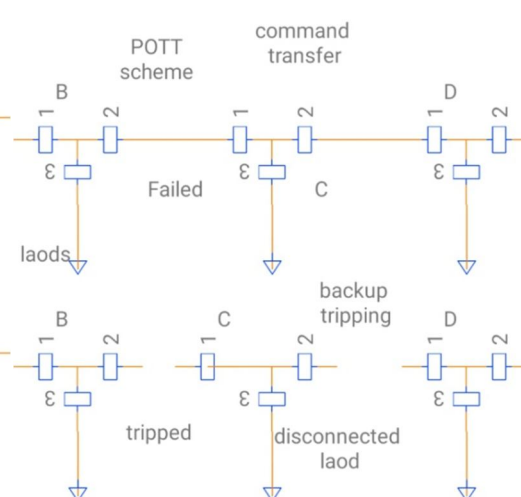 POTT
scheme
command
transfer
B
1
2
1
2
D
1
2
3
3
3
Failed
C
laods
backup
tripping
B
1
2
C
1
2
D
1
2
3
3
3
tripped
disconnected
laod